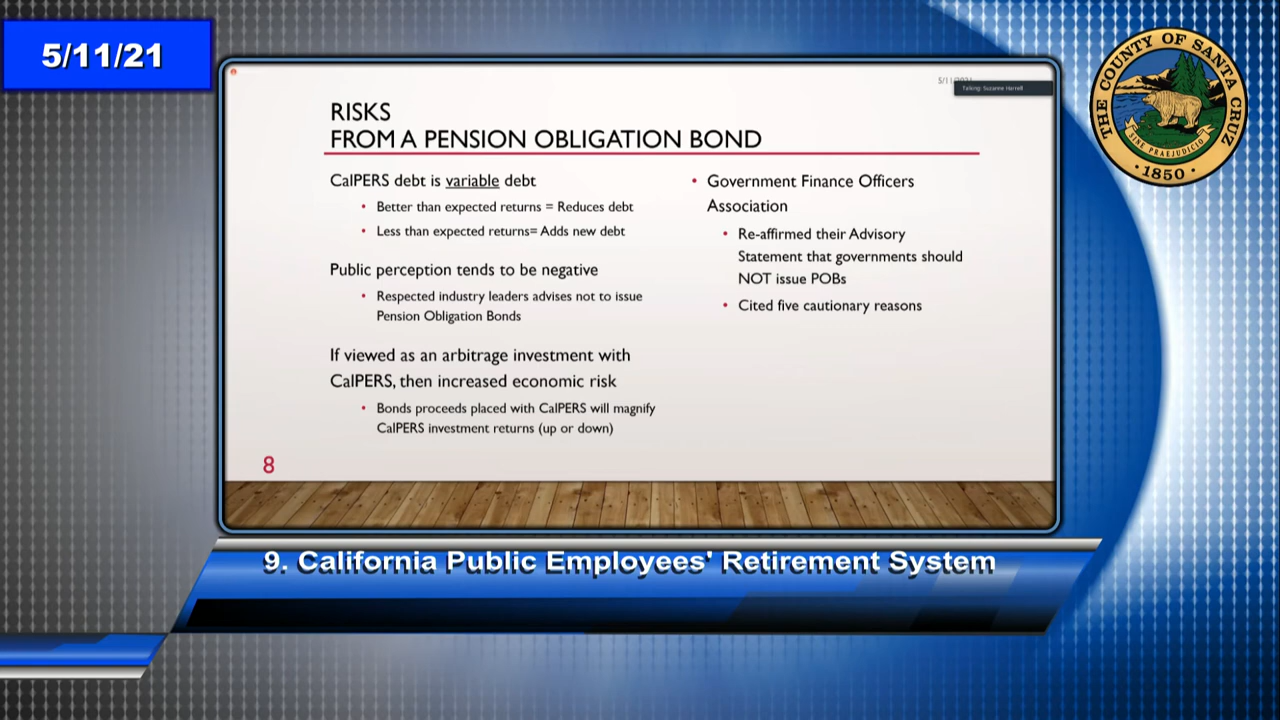 5/11/21
THE COUNTY OF SANTA CRUZ
SINE PRAEJUDICIO
• 1850 •
Talking: Suzanne Harrell
RISKS
FROM A PENSION OBLIGATION BOND
CalPERS debt is variable debt
• Better than expected returns = Reduces debt
• Less than expected returns= Adds new debt
Public perception tends to be negative
• Respected industry leaders advises not to issue
Pension Obligation Bonds
If viewed as an arbitrage investment with
CalPERS, then increased economic risk
• Bonds proceeds placed with CalPERS will magnify
CalPERS investment returns (up or down)
• Government Finance Officers
Association
• Re-affirmed their Advisory
Statement that governments should
NOT issue POBs
• Cited five cautionary reasons
8
9. California Public Employees' Retirement System